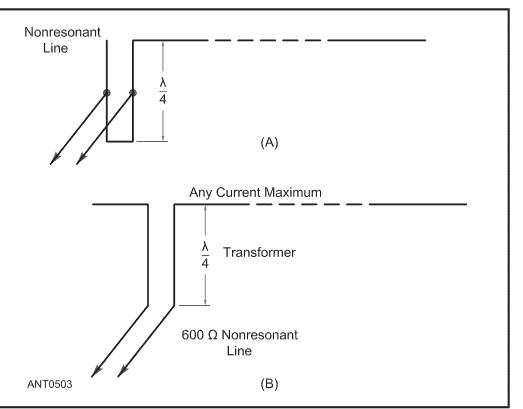 Nonresonant
Line
λ
4
(A)
Any Current Maximum
λ
4
Transformer
600 Ω Nonresonant
Line
ANT0503
(B)